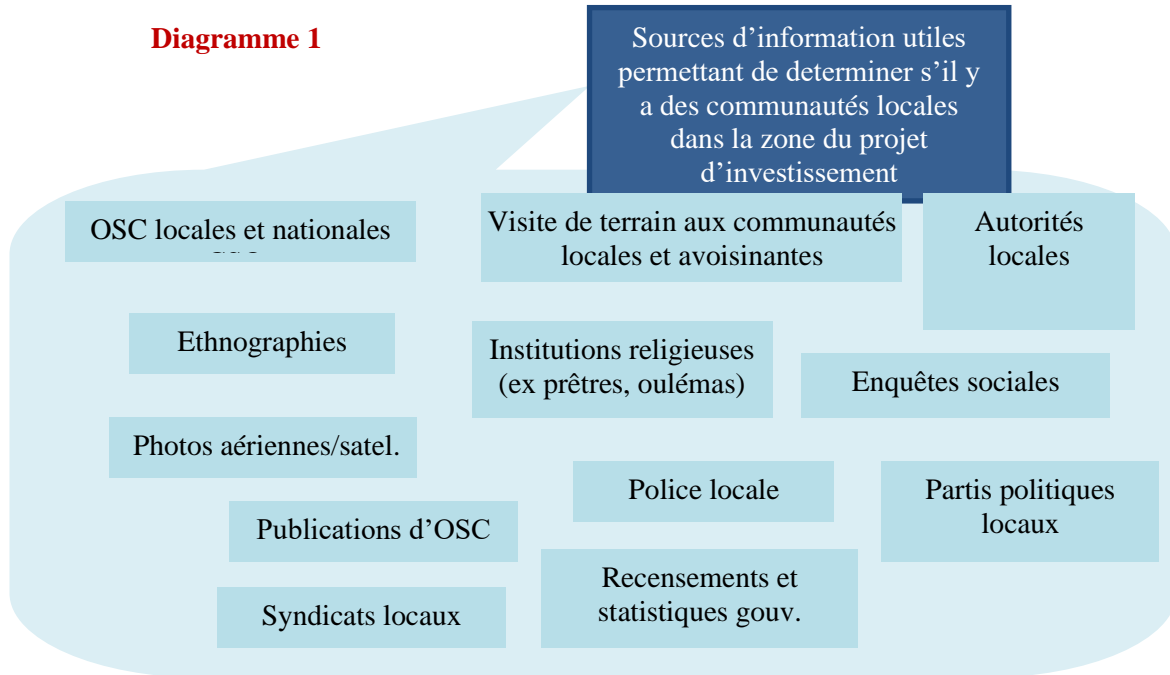 Diagramme 1
Sources d’information utiles
permettant de determiner s’il y
a des communautés locales
dans la zone du projet
d’investissement
OSC locales et nationales
Visite de terrain aux communautés
locales et avoisinantes
Autorités
locales
Ethnographies
Institutions religieuses
(ex prêtres, oulémas)
Enquêtes sociales
Photos aériennes/satel.
Police locale
Partis politiques
locaux
Publications d’OSC
Recensements et
statistiques gouv.
Syndicats locaux